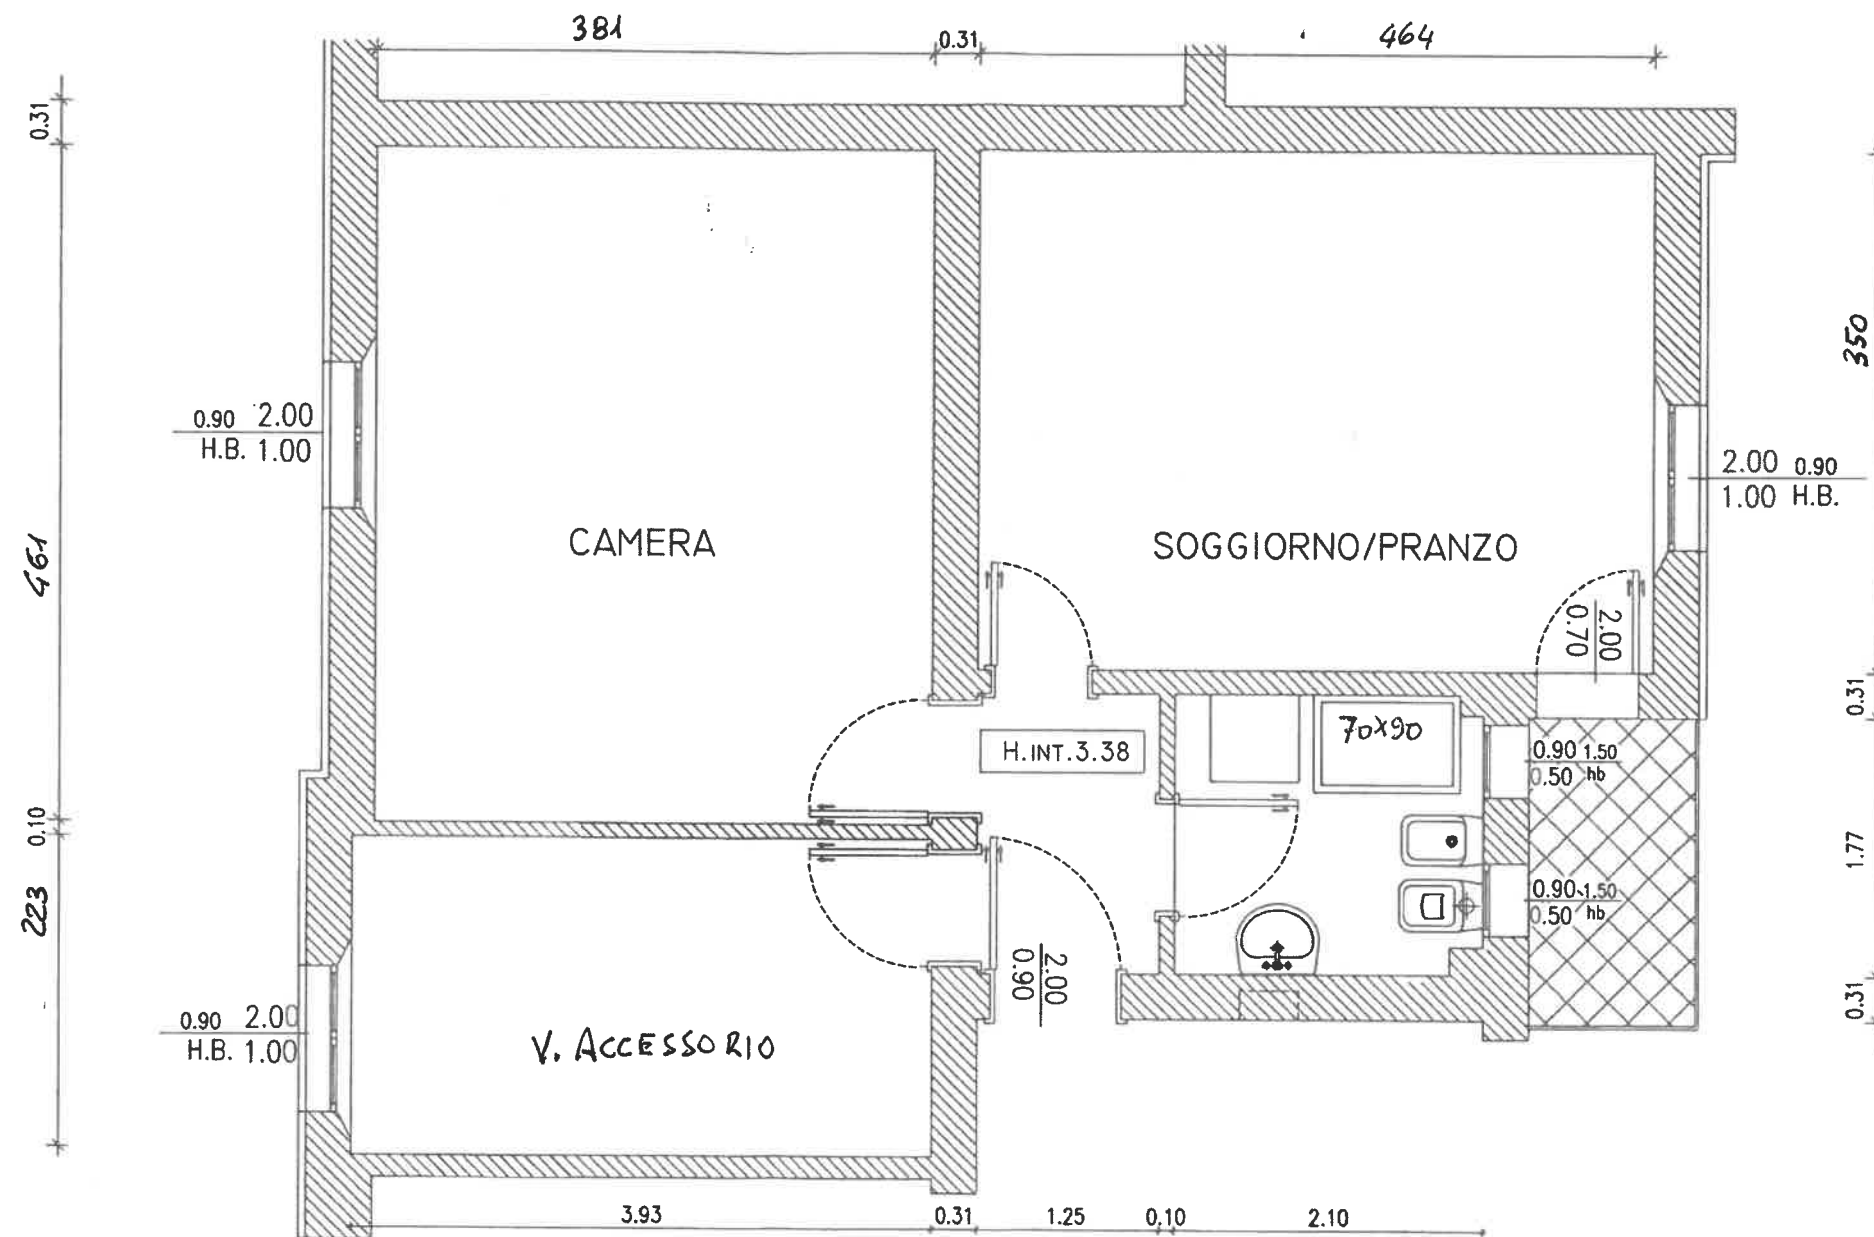 381
0.31
464
0.31
461
0.10
223
0.90 2.00
H.B. 1.00
CAMERA
SOGGIORNO/PRANZO
2.00 0.90
1.00 H.B.
350
2.00
0.70
0.31
H.INT.3.38
70x90
0.90 1.50
0.50 hb
1.77
0.90 1.50
0.50 hb
2.00
0.90
0.31
0.90 2.00
H.B. 1.00
V. ACCESSORIO
3.93
0.31
1.25
0.10
2.10